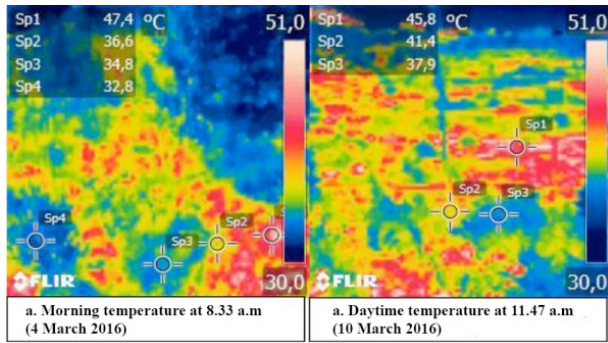 Sp1 47,4 °C 51,0
Sp2 36,6
Sp3 34,8
Sp4 32,8
Sp4
Sp3
Sp2
FLIR
30,0
a. Morning temperature at 8.33 a.m
(4 March 2016)
Sp1 45,8 °C 51,0
Sp2 41,4
Sp3 37,9
Sp1
Sp2
Sp3
FLIR
30,0
a. Daytime temperature at 11.47 a.m
(10 March 2016)